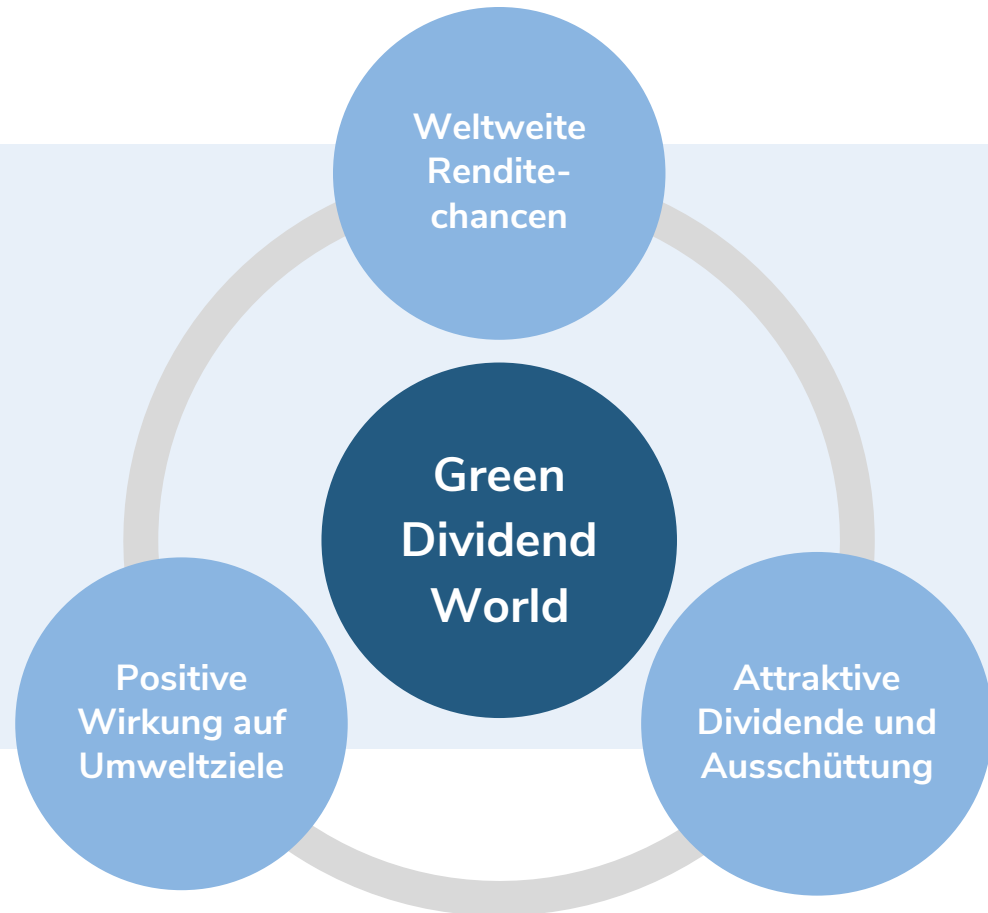 Weltweite
Rendite-
chancen
Green
Dividend
World
Positive
Wirkung auf
Umweltziele
Attraktive
Dividende und
Ausschüttung